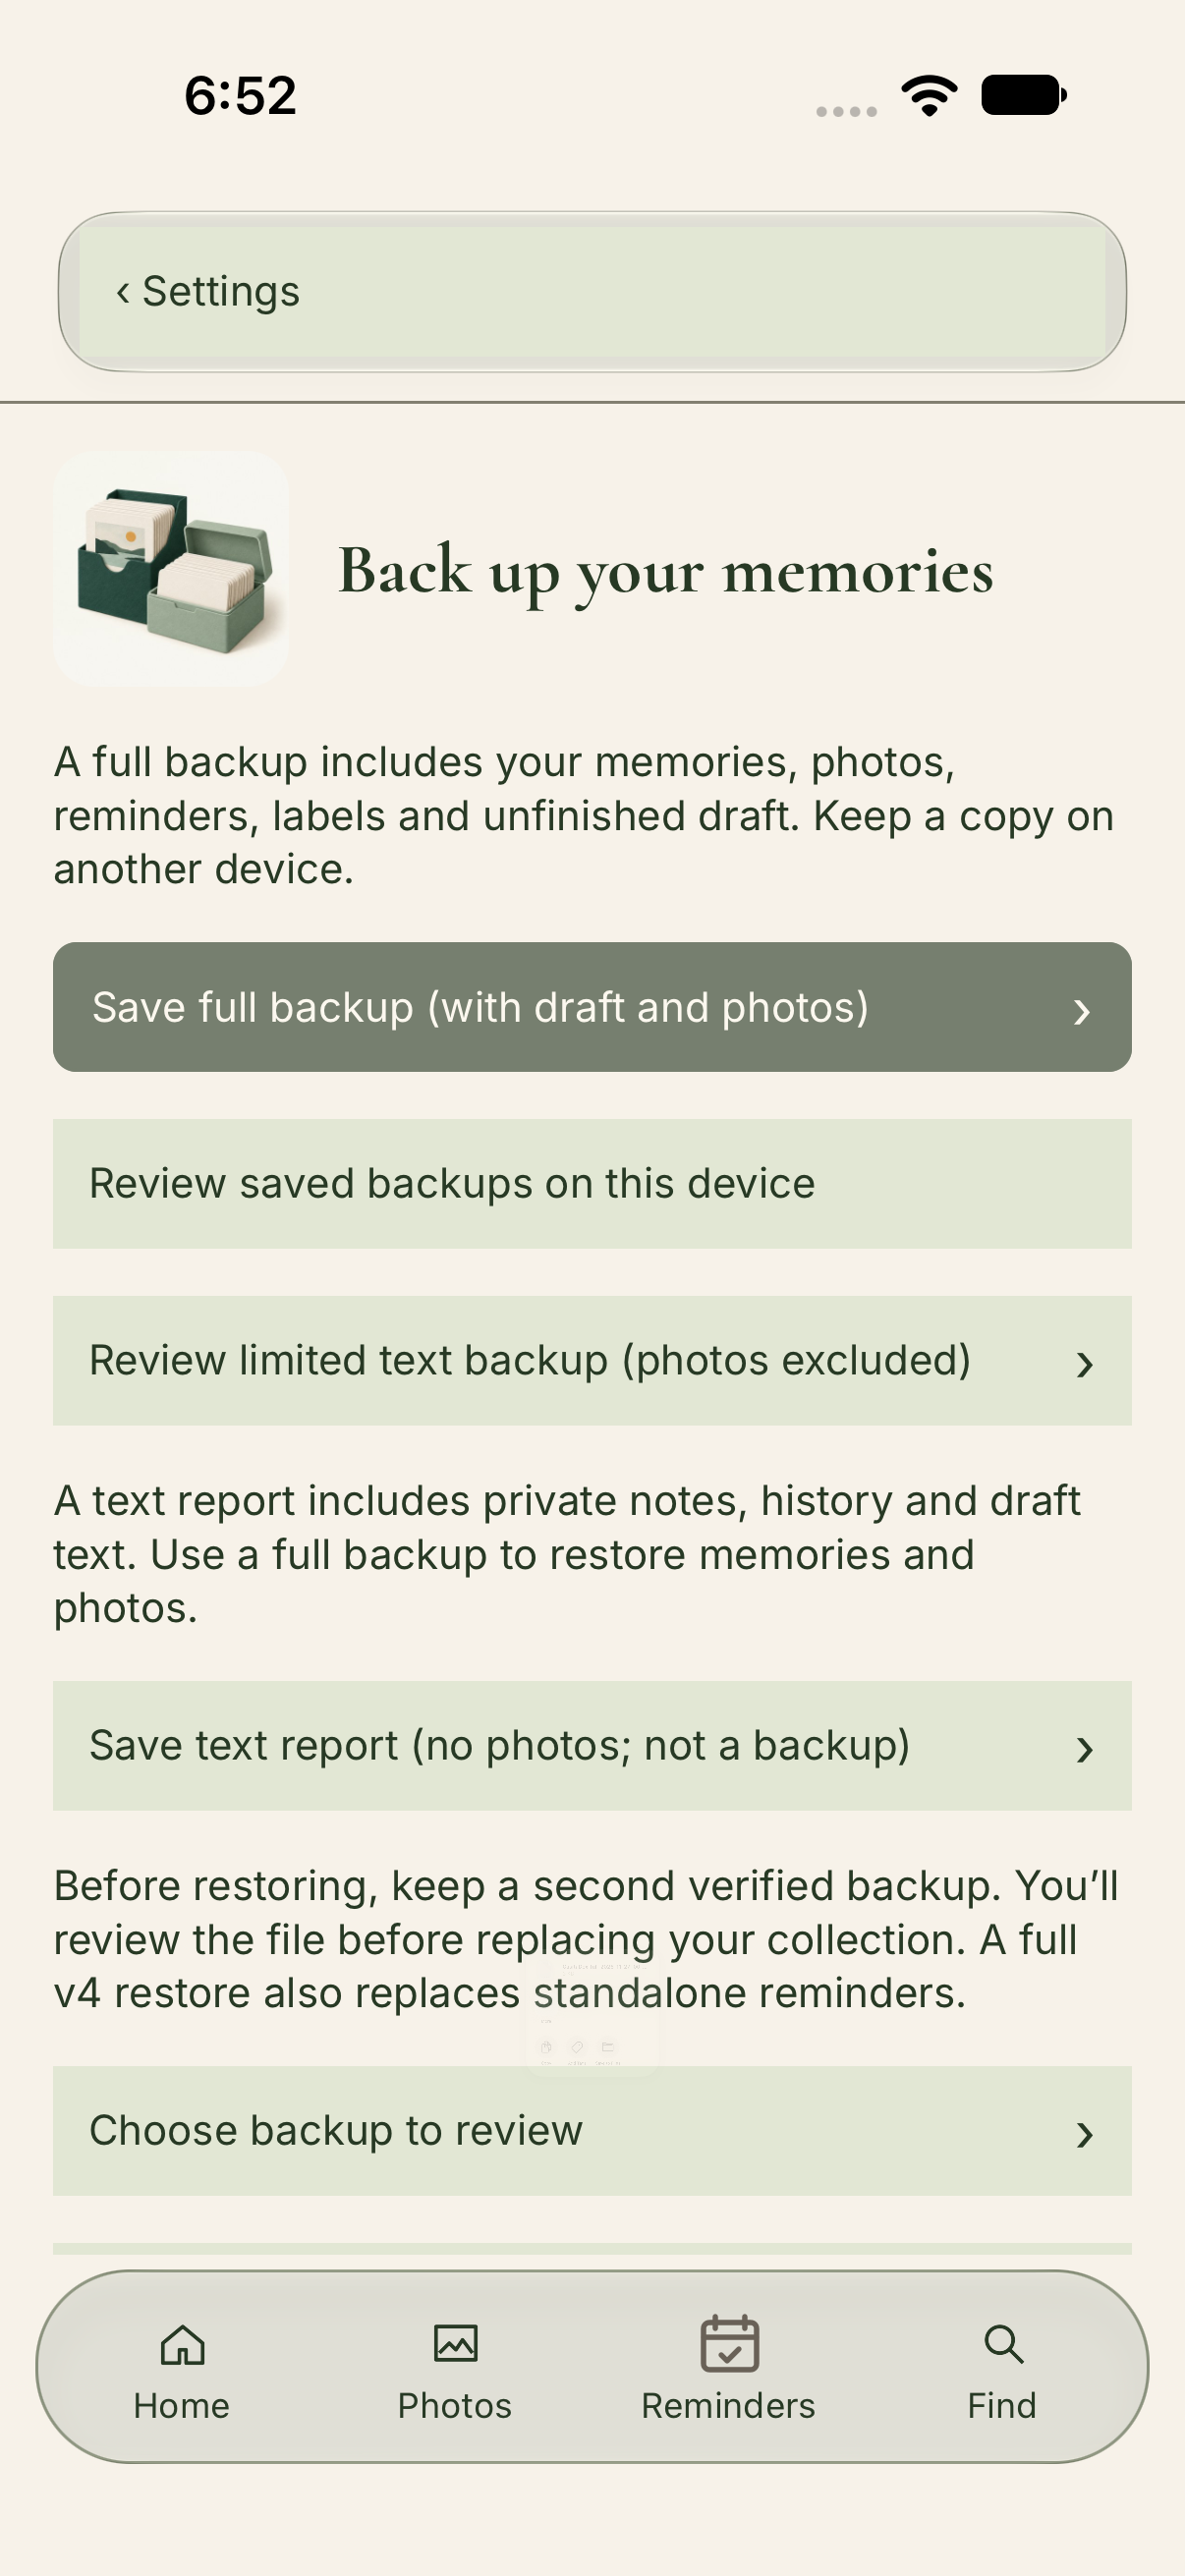 6:52
‹ Settings
Back up your memories
A full backup includes your memories, photos,
reminders, labels and unfinished draft. Keep a copy on
another device.
Save full backup (with draft and photos) ›
Review saved backups on this device
Review limited text backup (photos excluded) ›
A text report includes private notes, history and draft
text. Use a full backup to restore memories and
photos.
Save text report (no photos; not a backup) ›
Before restoring, keep a second verified backup. You’ll
review the file before replacing your collection. A full
v4 restore also replaces standalone reminders.
Choose backup to review ›
Home
Photos
Reminders
Find